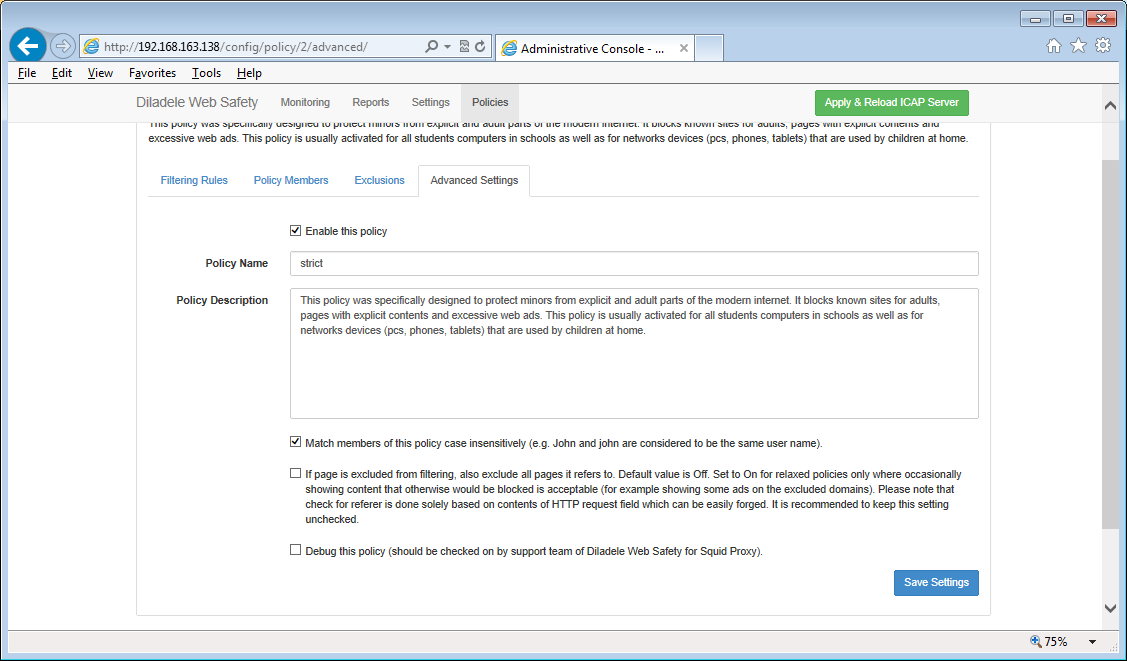 http://192.168.163.138/config/policy/2/advanced/
Administrative Console - ...
File Edit View Favorites Tools Help
Diladele Web Safety Monitoring Reports Settings Policies Apply & Reload ICAP Server
This policy was specifically designed to protect minors from explicit and adult parts of the modern internet. It blocks known sites for adults, pages with explicit contents and
excessive web ads. This policy is usually activated for all students computers in schools as well as for networks devices (pcs, phones, tablets) that are used by children at home.
Filtering Rules Policy Members Exclusions Advanced Settings
Enable this policy
Policy Name strict
Policy Description This policy was specifically designed to protect minors from explicit and adult parts of the modern internet. It blocks known sites for adults,
pages with explicit contents and excessive web ads. This policy is usually activated for all students computers in schools as well as for
networks devices (pcs, phones, tablets) that are used by children at home.
Match members of this policy case insensitively (e.g. John and john are considered to be the same user name).
If page is excluded from filtering, also exclude all pages it refers to. Default value is Off. Set to On for relaxed policies only where occasionally
showing content that otherwise would be blocked is acceptable (for example showing some ads on the excluded domains). Please note that
check for referer is done solely based on contents of HTTP request field which can be easily forged. It is recommended to keep this setting
unchecked.
Debug this policy (should be checked on by support team of Diladele Web Safety for Squid Proxy).
Save Settings
75%